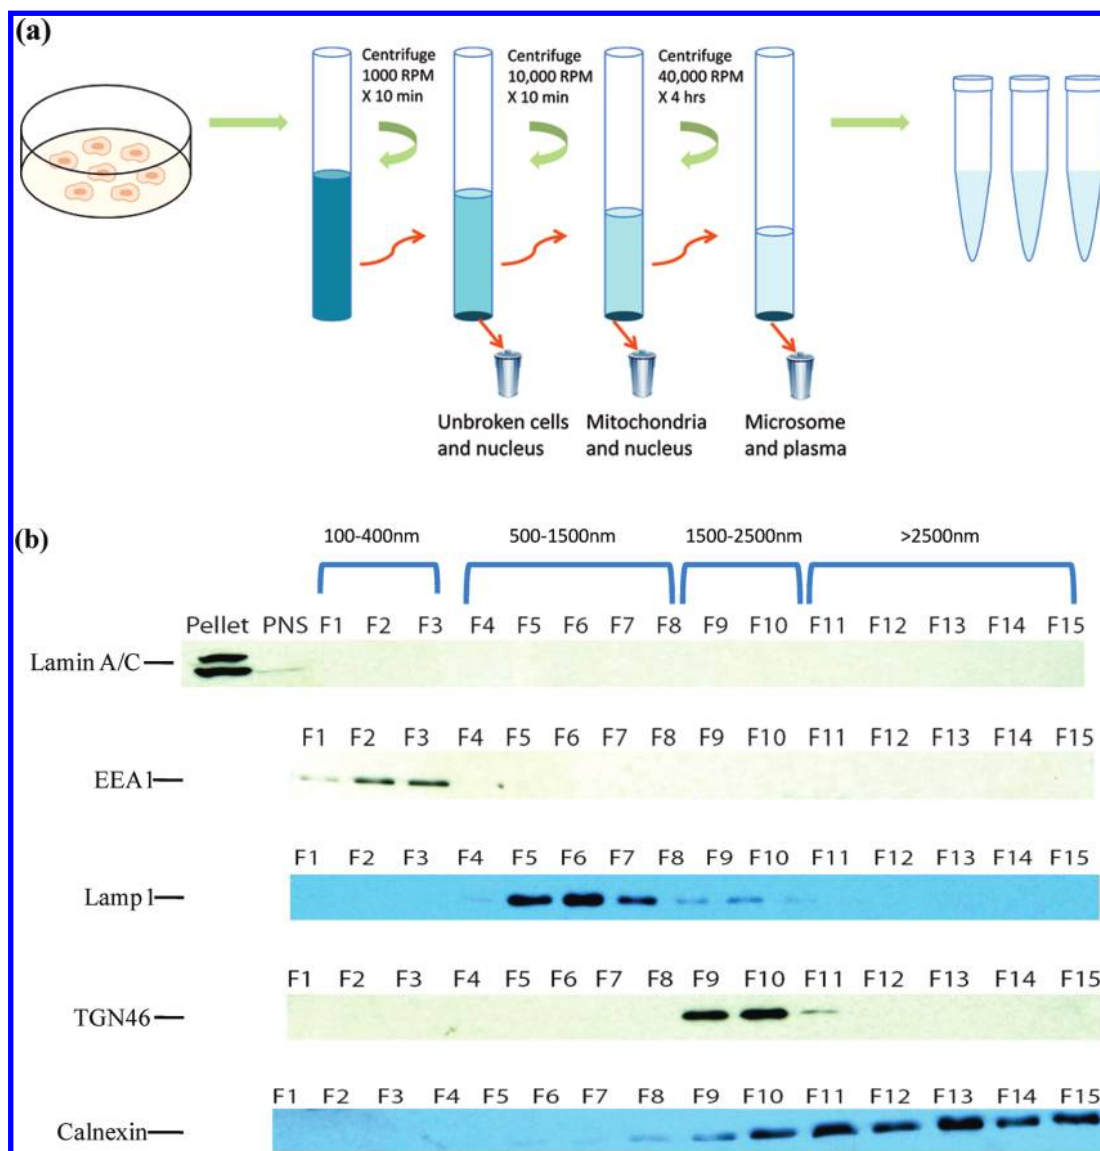 (a)
Centrifuge
1000 RPM
X 10 min
Centrifuge
10,000 RPM
X 10 min
Centrifuge
40,000 RPM
X 4 hrs
Unbroken cells
and nucleus
Mitochondria
and nucleus
Microsome
and plasma
(b)
100-400nm 500-1500nm 1500-2500nm >2500nm
Pellet PNS F1 F2 F3 F4 F5 F6 F7 F8 F9 F10 F11 F12 F13 F14 F15
Lamin A/C
F1 F2 F3 F4 F5 F6 F7 F8 F9 F10 F11 F12 F13 F14 F15
EEA1
F1 F2 F3 F4 F5 F6 F7 F8 F9 F10 F11 F12 F13 F14 F15
Lamp1
F1 F2 F3 F4 F5 F6 F7 F8 F9 F10 F11 F12 F13 F14 F15
TGN46
F1 F2 F3 F4 F5 F6 F7 F8 F9 F10 F11 F12 F13 F14 F15
Calnexin